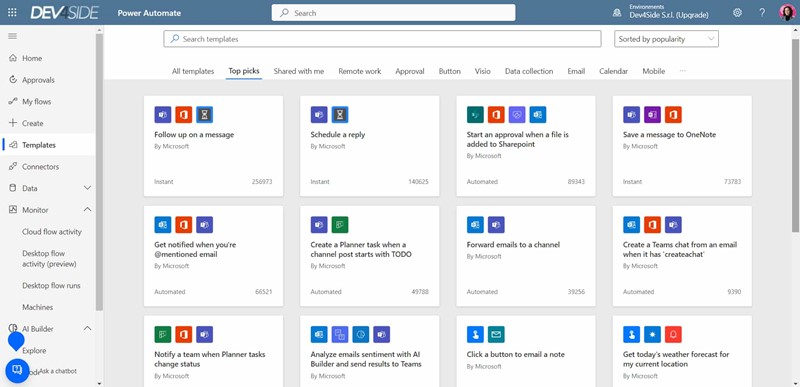 DEV4SIDE
Power Automate
Search
Environments
Dev4Side S.r.l. (Upgrade)
Search templates
Sorted by popularity
Home
Approvals
My flows
Create
Templates
Connectors
Data
Monitor
Cloud flow activity
Desktop flow
activity (preview)
Desktop flow runs
Machines
AI Builder
Explore
Ask a chatbot
All templates
Top picks
Shared with me
Remote work
Approval
Button
Visio
Data collection
Email
Calendar
Mobile
...
Follow up on a message
By Microsoft
Instant
256973
Schedule a reply
By Microsoft
Instant
140625
Start an approval when a file is
added to Sharepoint
By Microsoft
Automated
89343
Save a message to OneNote
By Microsoft
Instant
73783
Get notified when you're
@mentioned email
By Microsoft
Automated
66521
Create a Planner task when a
channel post starts with TODO
By Microsoft
Automated
49788
Forward emails to a channel
By Microsoft
Automated
39256
Create a Teams chat from an email
when it has 'createachat'
By Microsoft
Automated
9390
Notify a team when Planner tasks
change status
Analyze emails sentiment with AI
Builder and send results to Teams
Click a button to email a note
By Microsoft
Get today's weather forecast for
my current location